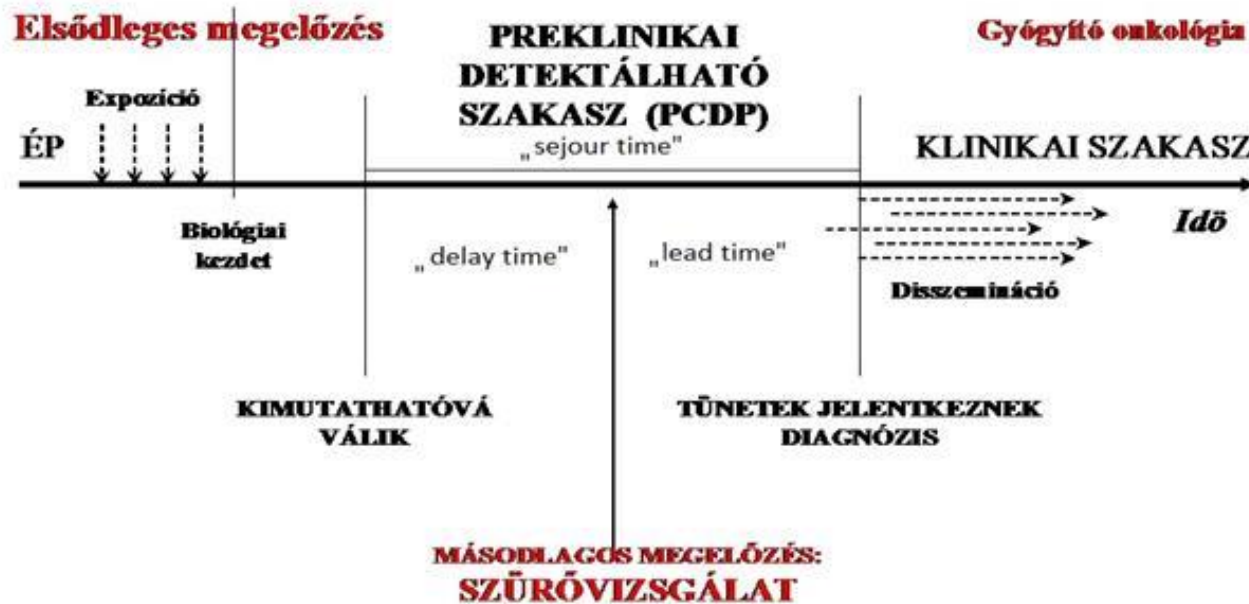 Elsődleges megelőzés
PREKLINIKAI
DETEKTÁLHATÓ
SZAKASZ (PCDP)
Gyógyító onkológia
Expozíció
ÉP
„sejour time"
KLINIKAI SZAKASZ
Biológiai
kezdet
„delay time"
„lead time"
Idö
Disszemináció
KIMUTATHATÓVÁ
VÁLIK
TÜNETEK JELENTKEZNEK
DIAGNÓZIS
MÁSODLAGOS MEGELŐZÉS:
SZŰRŐVIZSGÁLAT